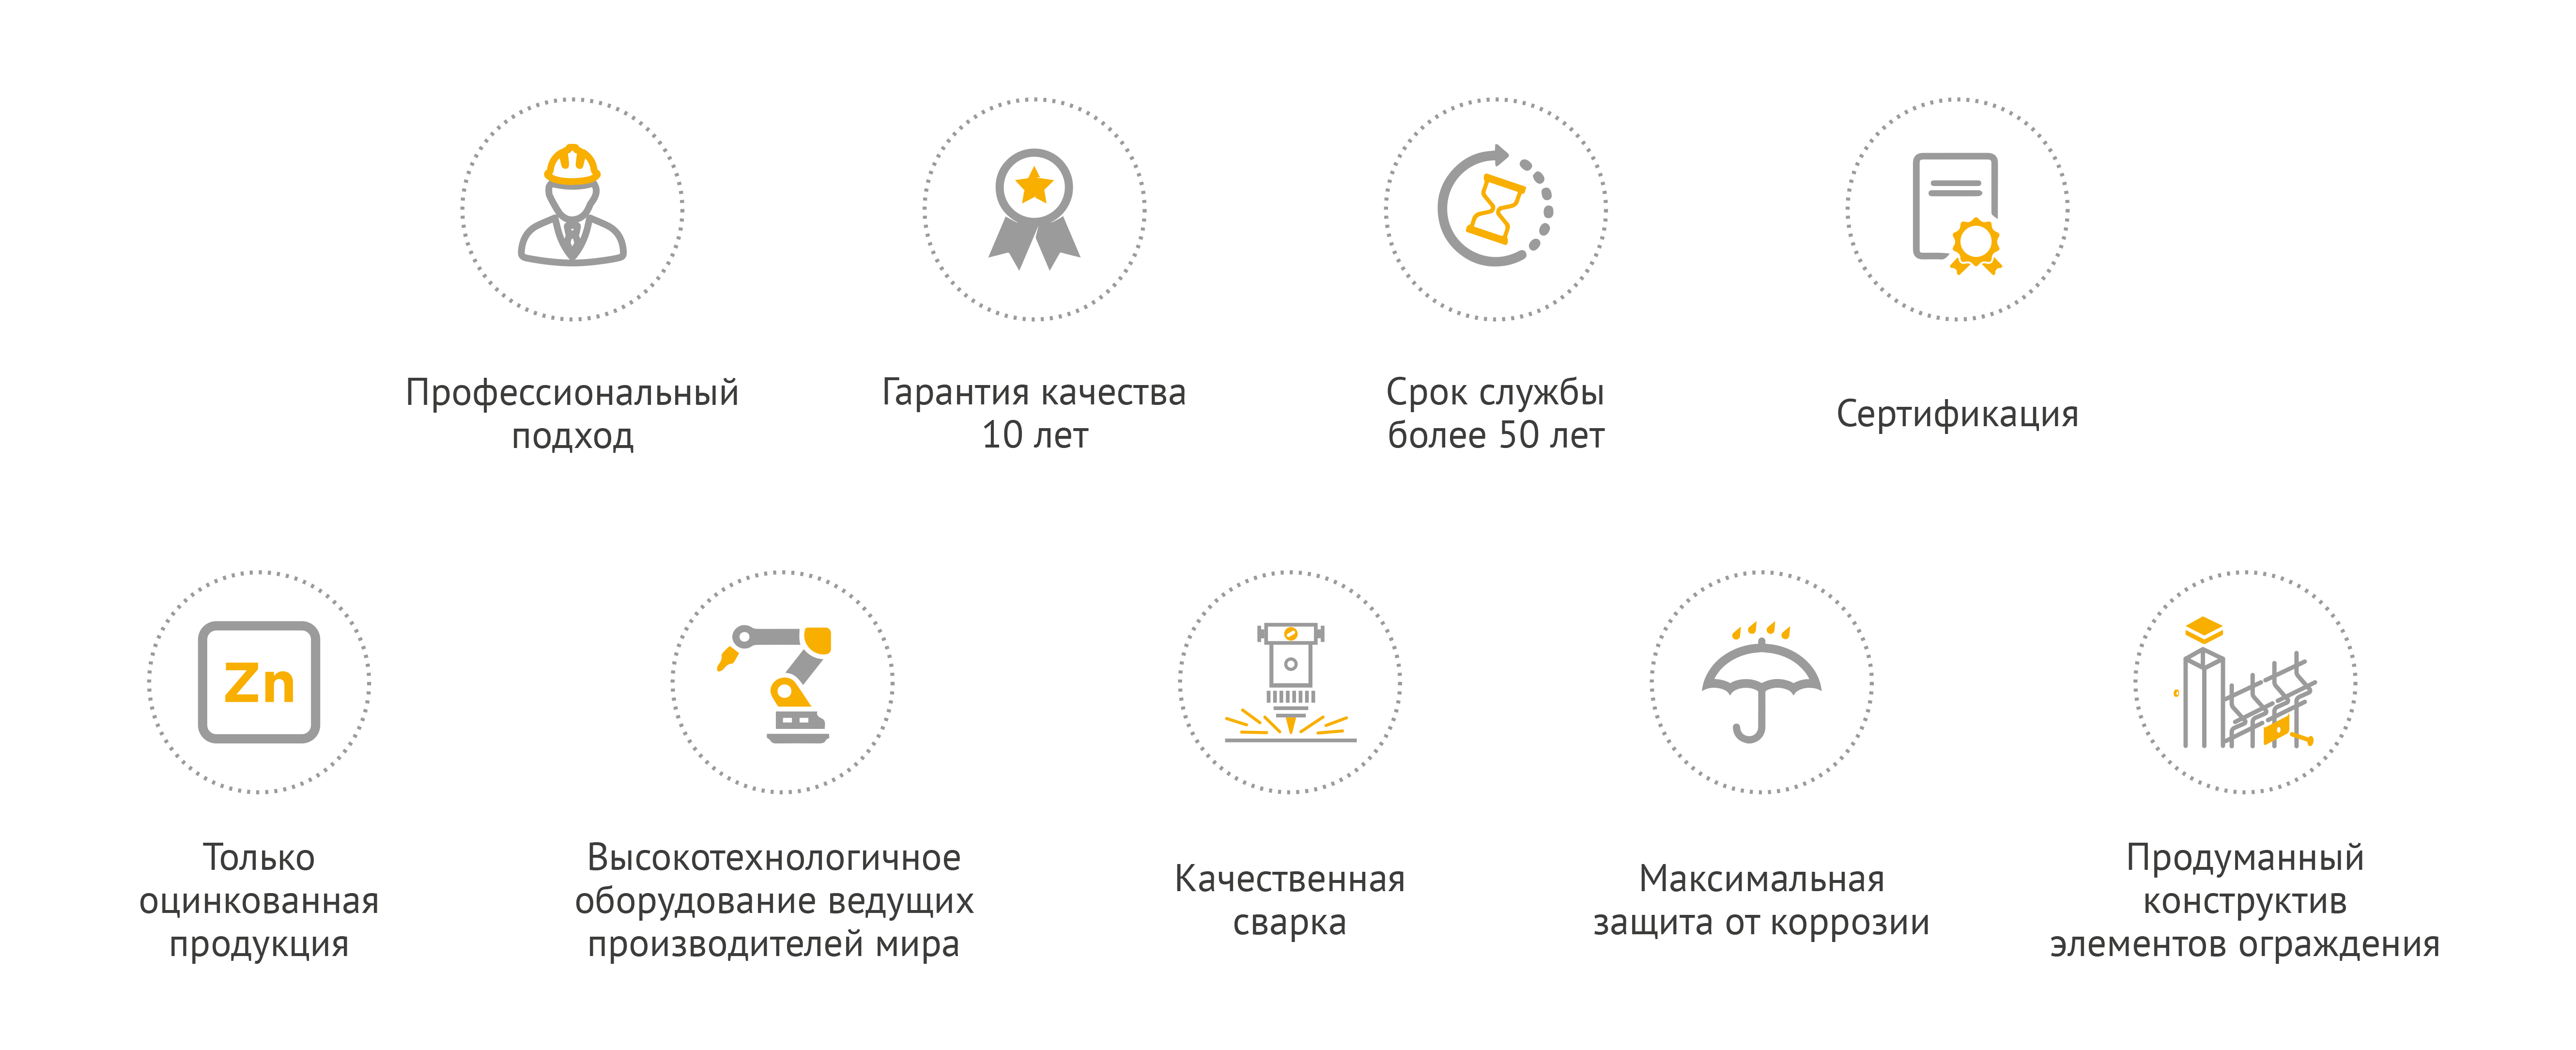 Профессиональный
подход
Гарантия качества
10 лет
Срок службы
более 50 лет
Сертификация
Zn
Только
оцинкованная
продукция
Высокотехнологичное
оборудование ведущих
производителей мира
Качественная
сварка
Максимальная
защита от коррозии
Продуманный
конструктив
элементов ограждения